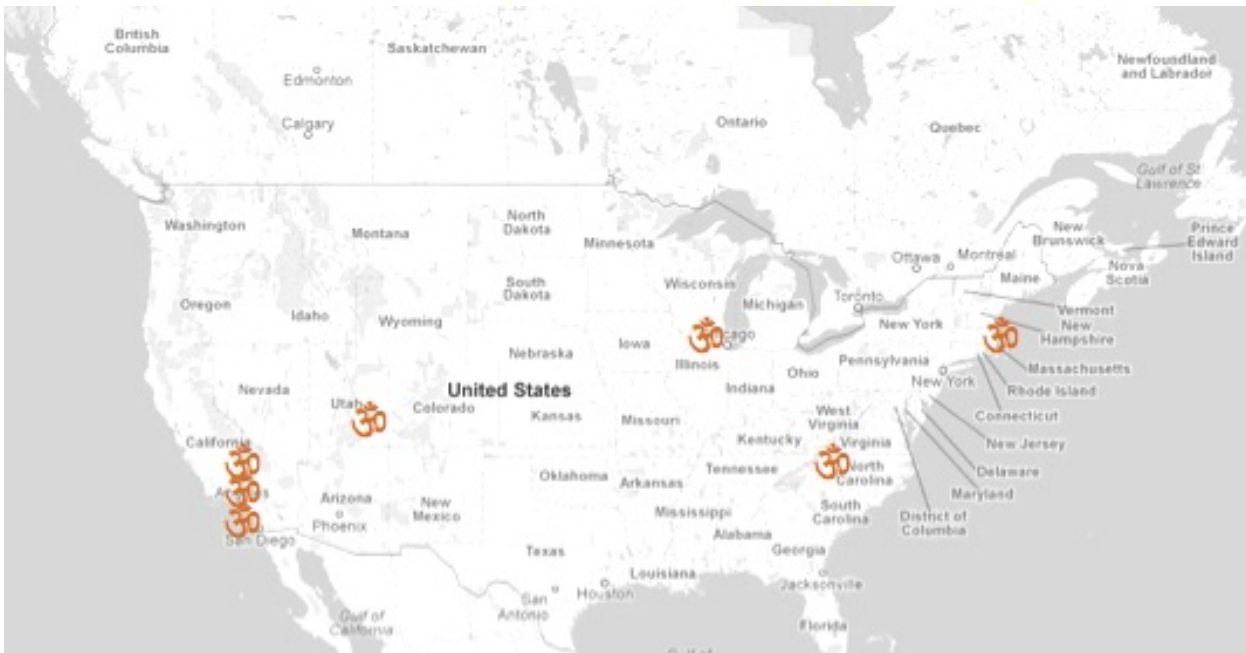 British
Columbia
Saskatchewan
Newfoundland
and Labrador
Edmonton
Calgary
Ontario
Quebec
Gulf of St
Lawrence
Washington
Montana
North
Dakota
Minnesota
Ottawa
Montreal
New
Brunswick
Prince
Edward
Island
Maine
Nova
Scotia
Oregon
Idaho
Wyoming
South
Dakota
Wisconsin
Michigan
Toronto
Vermont
New
Hampshire
New York
ॐ
ॐ
Iowa
Illinois
Nebraska
Pennsylvania
Ohio
Indiana
New York
Massachusetts
Rhode Island
Connecticut
Nevada
Utah
ॐ
Colorado
United States
Kansas
Missouri
West
Virginia
Kentucky
Virginia
New Jersey
Delaware
Maryland
District of
Columbia
California
ॐ
ॐ
ॐ
San Diego
Arizona
Phoenix
New
Mexico
Oklahoma
Arkansas
Tennessee
ॐ
North
Carolina
South
Carolina
Mississippi
Alabama
Georgia
Texas
Louisiana
Jacksonville
San
Antonio
Houston
Florida
Gulf of
California
Gulf of